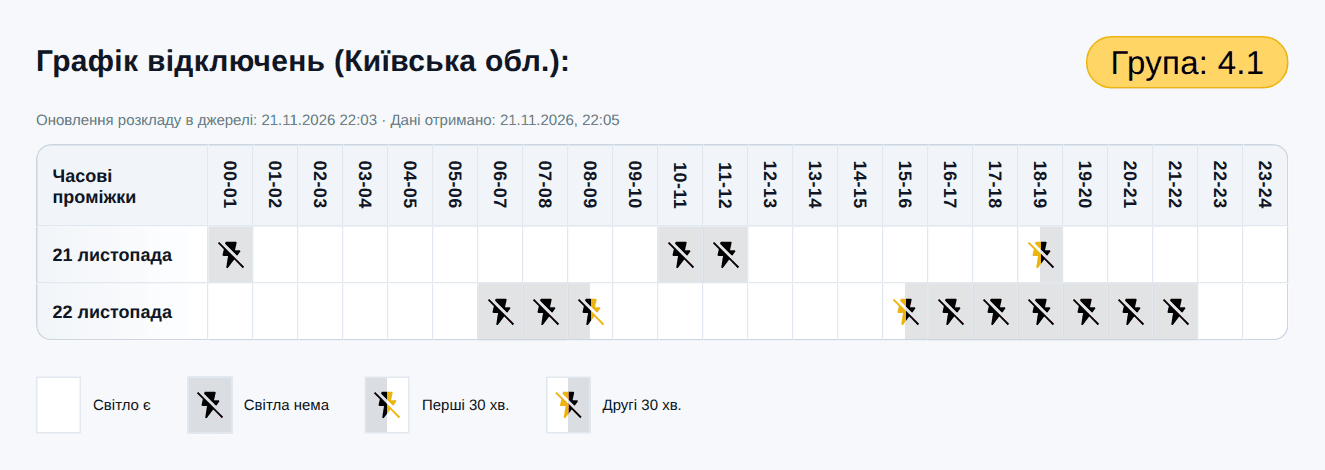 Графік відключень (Київська обл.):
Група: 4.1
Оновлення розкладу в джерелі: 21.11.2026 22:03 · Дані отримано: 21.11.2026, 22:05
Часові
проміжки
00-01
01-02
02-03
03-04
04-05
05-06
06-07
07-08
08-09
09-10
10-11
11-12
12-13
13-14
14-15
15-16
16-17
17-18
18-19
19-20
20-21
21-22
22-23
23-24
21 листопада
22 листопада
Світло є
Світла нема
Перші 30 хв.
Другі 30 хв.